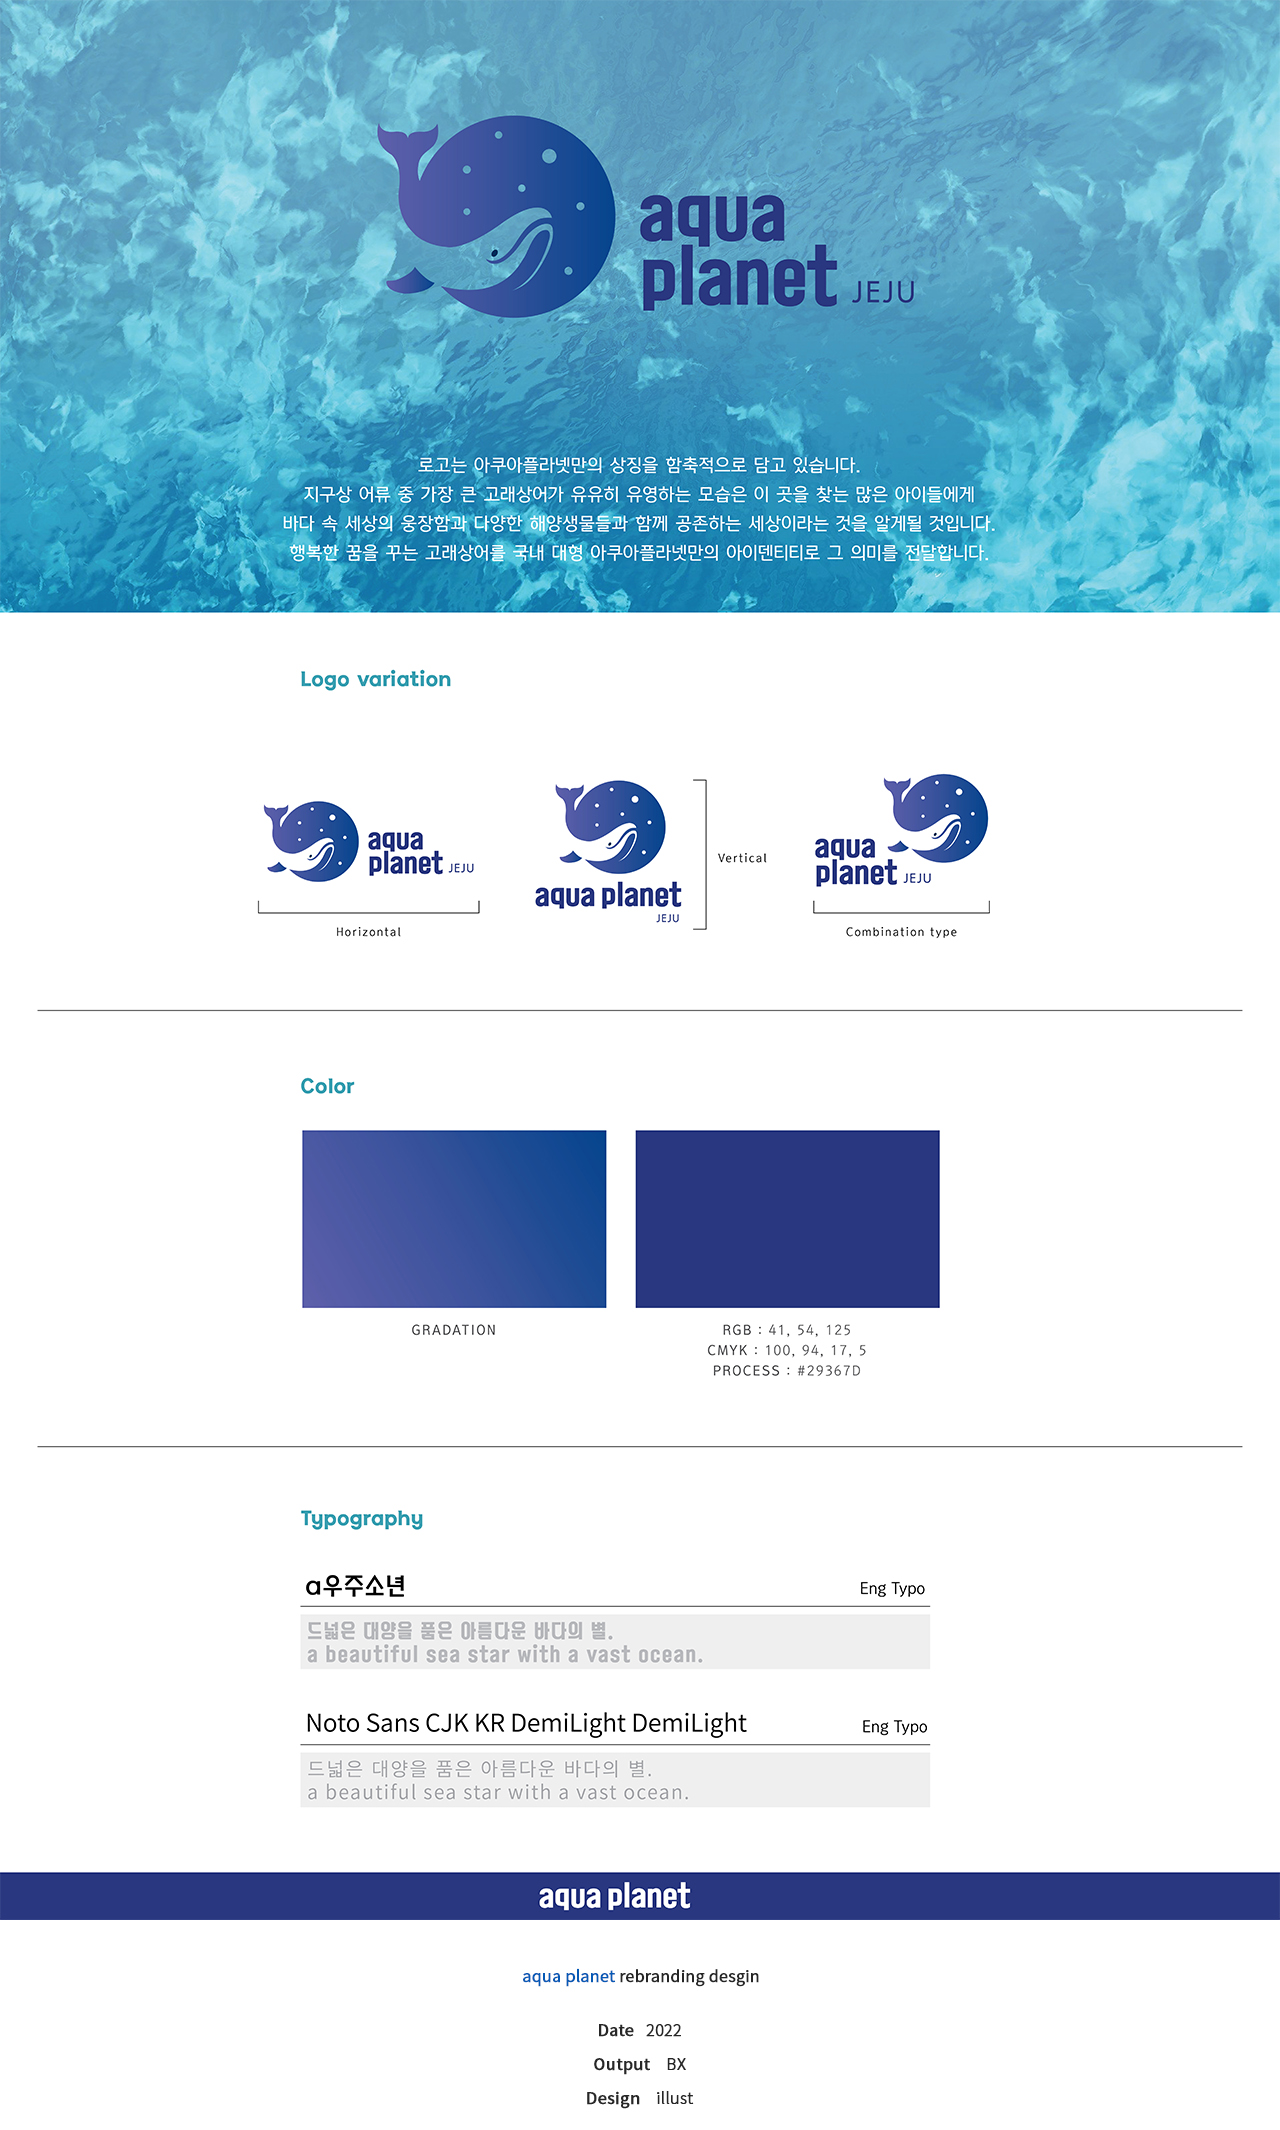 aqua
planet JEJU
로고는 아쿠아플라넷만의 상징을 함축적으로 담고 있습니다.
지구상 어류 중 가장 큰 고래상어가 유유히 유영하는 모습은 이 곳을 찾는 많은 아이들에게
바다 속 세상의 웅장함과 다양한 해양생물들과 함께 공존하는 세상이라는 것을 알게될 것입니다.
행복한 꿈을 꾸는 고래상어를 국내 대형 아쿠아플라넷만의 아이덴티티로 그 의미를 전달합니다.
Logo variation
aqua
planet JEJU
Horizontal
aqua planet
JEJU
Vertical
aqua
planet JEJU
Combination type
Color
GRADATION
RGB : 41, 54, 125
CMYK : 100, 94, 17, 5
PROCESS : #29367D
Typography
a우주소년 Eng Typo
드넓은 대양을 품은 아름다운 바다의 별.
a beautiful sea star with a vast ocean.
Noto Sans CJK KR DemiLight DemiLight Eng Typo
드넓은 대양을 품은 아름다운 바다의 별.
a beautiful sea star with a vast ocean.
aqua planet
aqua planet rebranding desgin
Date 2022
Output BX
Design illust